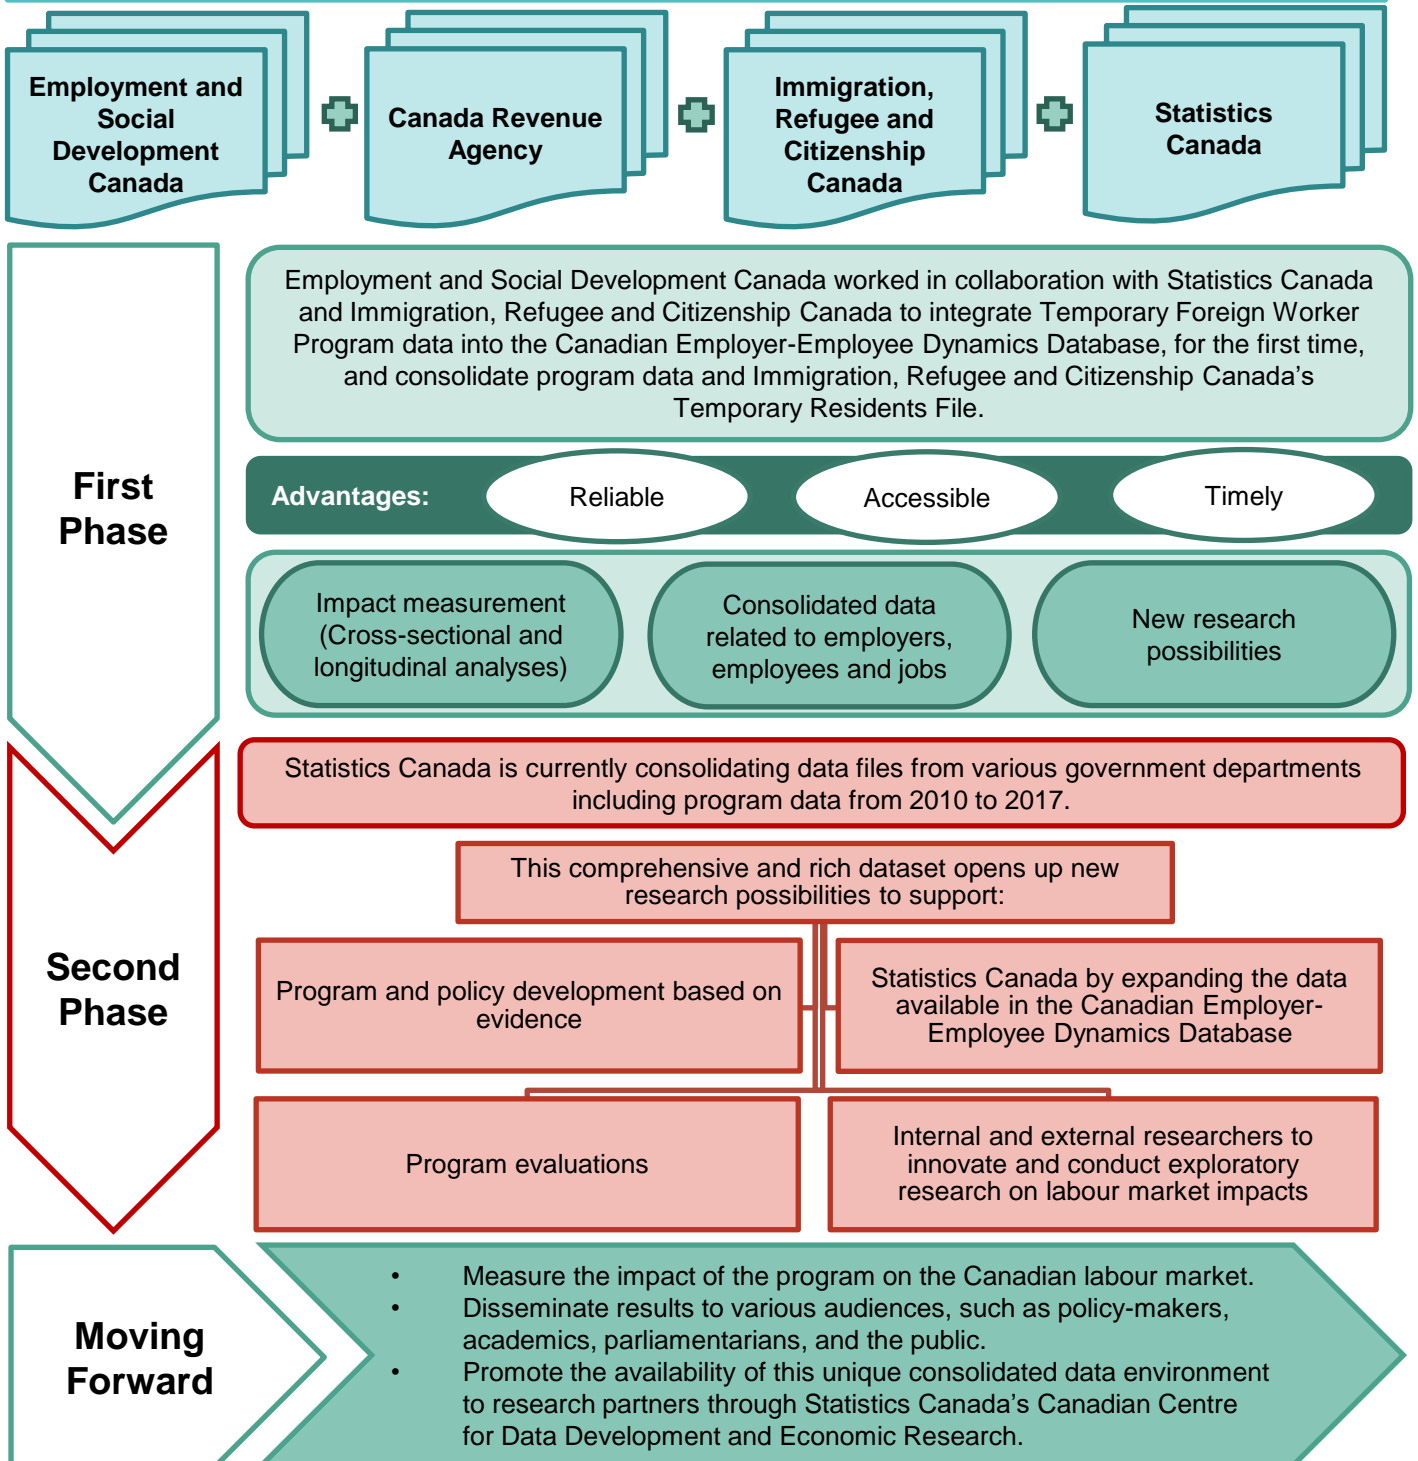 Employment and
Social
Development
Canada
Canada Revenue
Agency
Immigration,
Refugee and
Citizenship
Canada
Statistics
Canada
First
Phase
Employment and Social Development Canada worked in collaboration with Statistics Canada
and Immigration, Refugee and Citizenship Canada to integrate Temporary Foreign Worker
Program data into the Canadian Employer-Employee Dynamics Database, for the first time,
and consolidate program data and Immigration, Refugee and Citizenship Canada’s
Temporary Residents File.
Advantages:
Reliable
Accessible
Timely
Impact measurement
(Cross-sectional and
longitudinal analyses)
Consolidated data
related to employers,
employees and jobs
New research
possibilities
Second
Phase
Statistics Canada is currently consolidating data files from various government departments
including program data from 2010 to 2017.
This comprehensive and rich dataset opens up new
research possibilities to support:
Program and policy development based on
evidence
Statistics Canada by expanding the data
available in the Canadian Employer-
Employee Dynamics Database
Program evaluations
Internal and external researchers to
innovate and conduct exploratory
research on labour market impacts
Moving
Forward
• Measure the impact of the program on the Canadian labour market.
• Disseminate results to various audiences, such as policy-makers,
academics, parliamentarians, and the public.
• Promote the availability of this unique consolidated data environment
to research partners through Statistics Canada’s Canadian Centre
for Data Development and Economic Research.